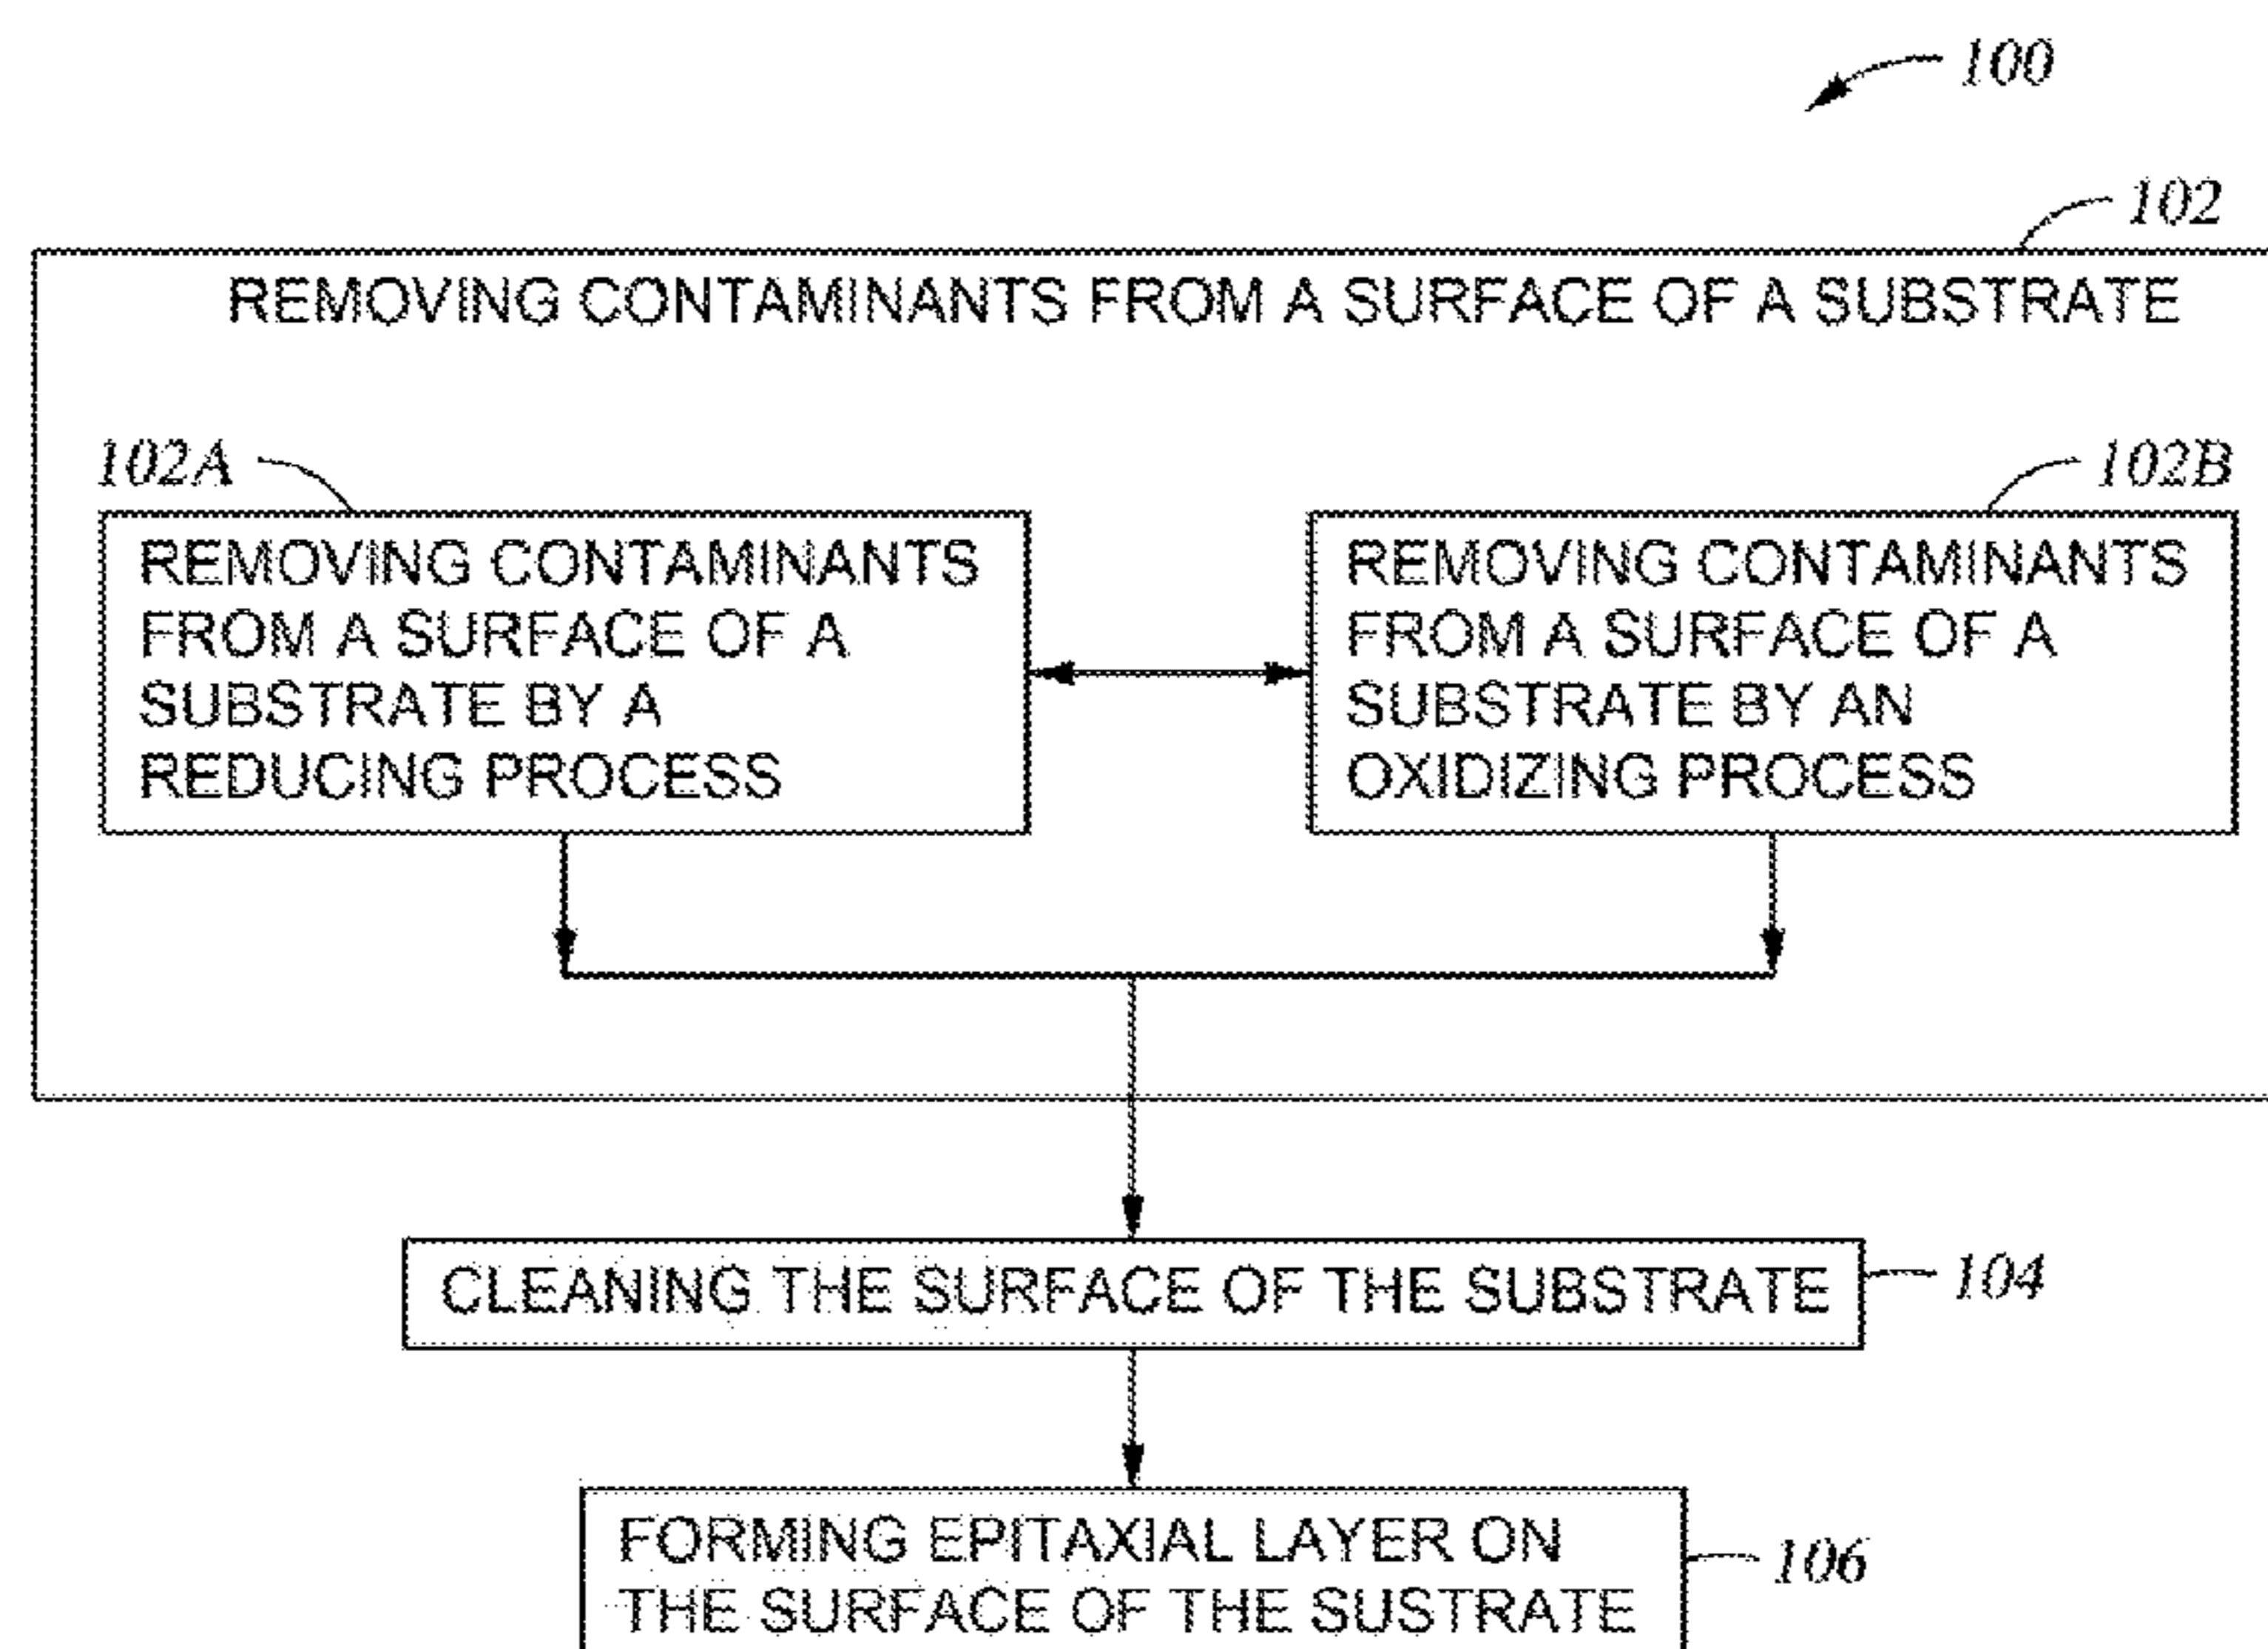 100
102
REMOVING CONTAMINANTS FROM A SURFACE OF A SUBSTRATE
102A
REMOVING CONTAMINANTS
FROM A SURFACE OF A
SUBSTRATE BY A
REDUCING PROCESS
102B
REMOVING CONTAMINANTS
FROM A SURFACE OF A
SUBSTRATE BY AN
OXIDIZING PROCESS
CLEANING THE SURFACE OF THE SUBSTRATE
104
FORMING EPITAXIAL LAYER ON
THE SURFACE OF THE SUSTRATE
106